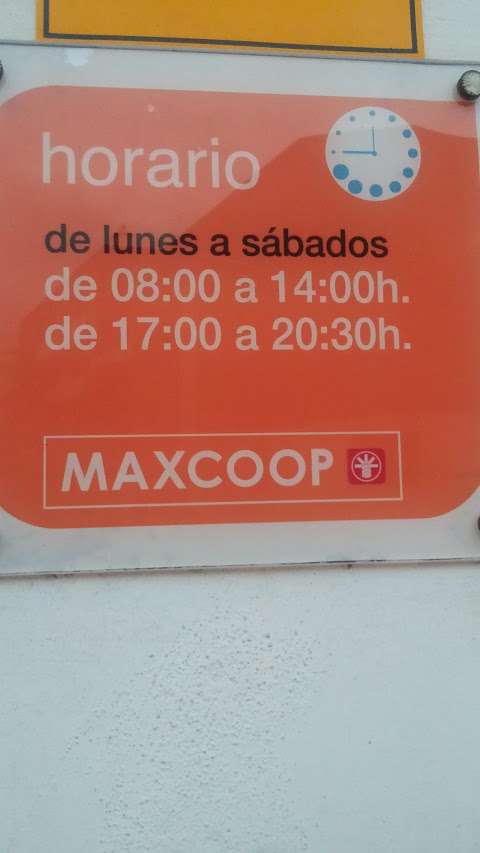 horario
de lunes a sábados
de 08:00 a 14:00h.
de 17:00 a 20:30h.
MAXCOOP